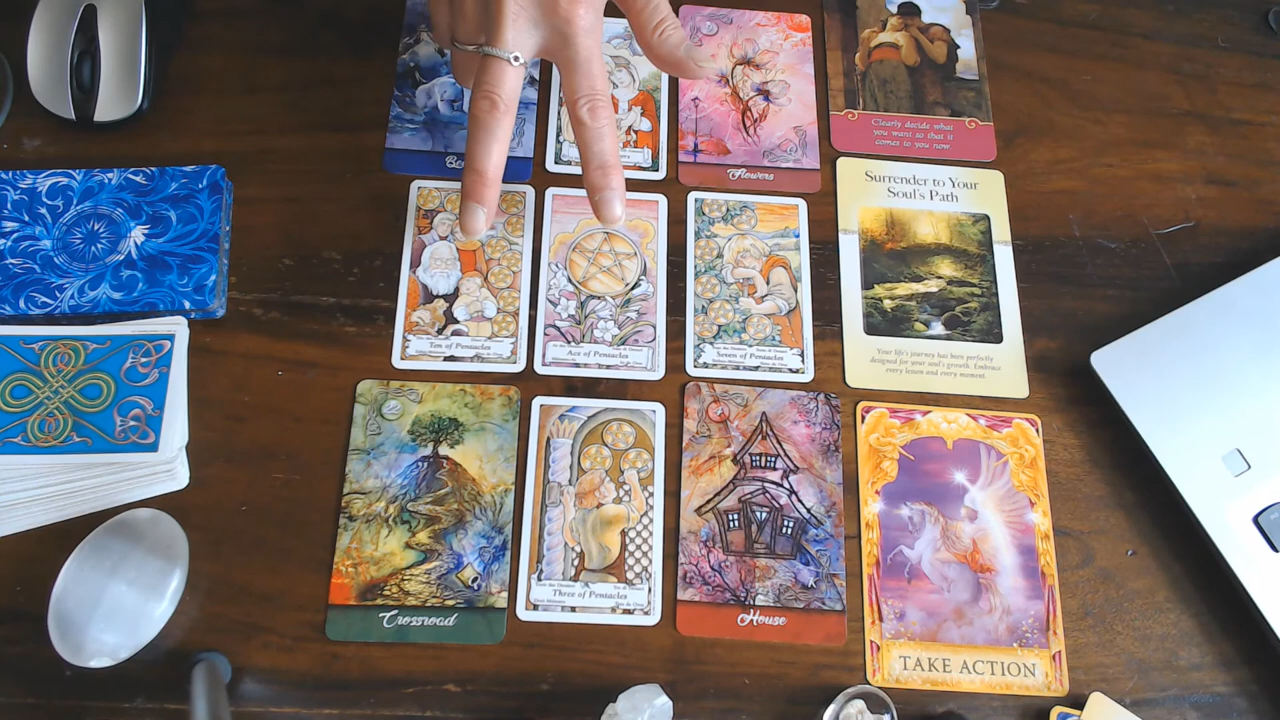 Flowers
Clearly decide what
you want so that it
comes to you now.
Surrender to Your
Soul's Path
Your life's journey has been perfectly
designed for your soul's growth. Embrace
every lesson and every moment.
Ten of Pentacles
Ace of Pentacles
Seven of Pentacles
Crossroad
Three of Pentacles
House
TAKE ACTION